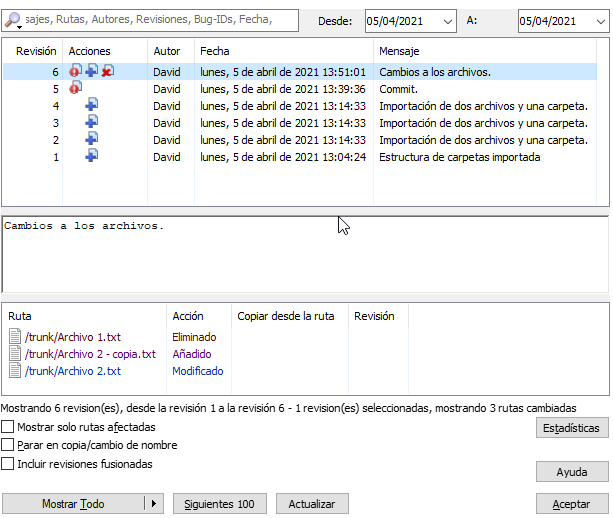 sajes, Rutas, Autores, Revisiones, Bug-IDs, Fecha, Desde: 05/04/2021 A: 05/04/2021
Revisión Acciones Autor Fecha Mensaje
6 David lunes, 5 de abril de 2021 13:51:01 Cambios a los archivos.
5 David lunes, 5 de abril de 2021 13:39:36 Commit.
4 David lunes, 5 de abril de 2021 13:14:33 Importación de dos archivos y una carpeta.
3 David lunes, 5 de abril de 2021 13:14:33 Importación de dos archivos y una carpeta.
2 David lunes, 5 de abril de 2021 13:14:33 Importación de dos archivos y una carpeta.
1 David lunes, 5 de abril de 2021 13:04:24 Estructura de carpetas importada
Cambios a los archivos.
Ruta Acción Copiar desde la ruta Revisión
/trunk/Archivo 1.txt Eliminado
/trunk/Archivo 2 - copia.txt Añadido
/trunk/Archivo 2.txt Modificado
Mostrando 6 revision(es), desde la revisión 1 a la revisión 6 - 1 revision(es) seleccionadas, mostrando 3 rutas cambiadas
Mostrar solo rutas afectadas Estadísticas
Parar en copia/cambio de nombre
Incluir revisiones fusionadas
Ayuda
Mostrar Todo Siguientes 100 Actualizar Aceptar